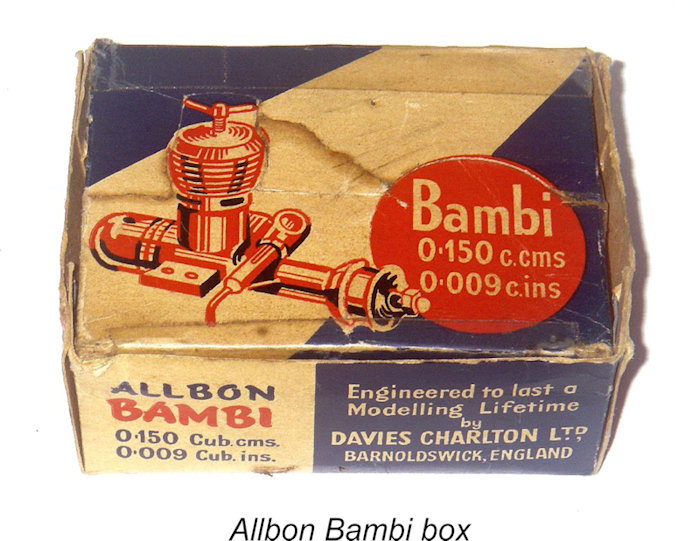 Bambi
0·150 c.cms
0·009 c.ins
ALLBON
BAMBI
0·150 Cub.cms.
0·009 Cub.ins.
Engineered to last a
Modelling Lifetime
by
DAVIES CHARLTON LTD,
BARNOLDSWICK, ENGLAND
Allbon Bambi box